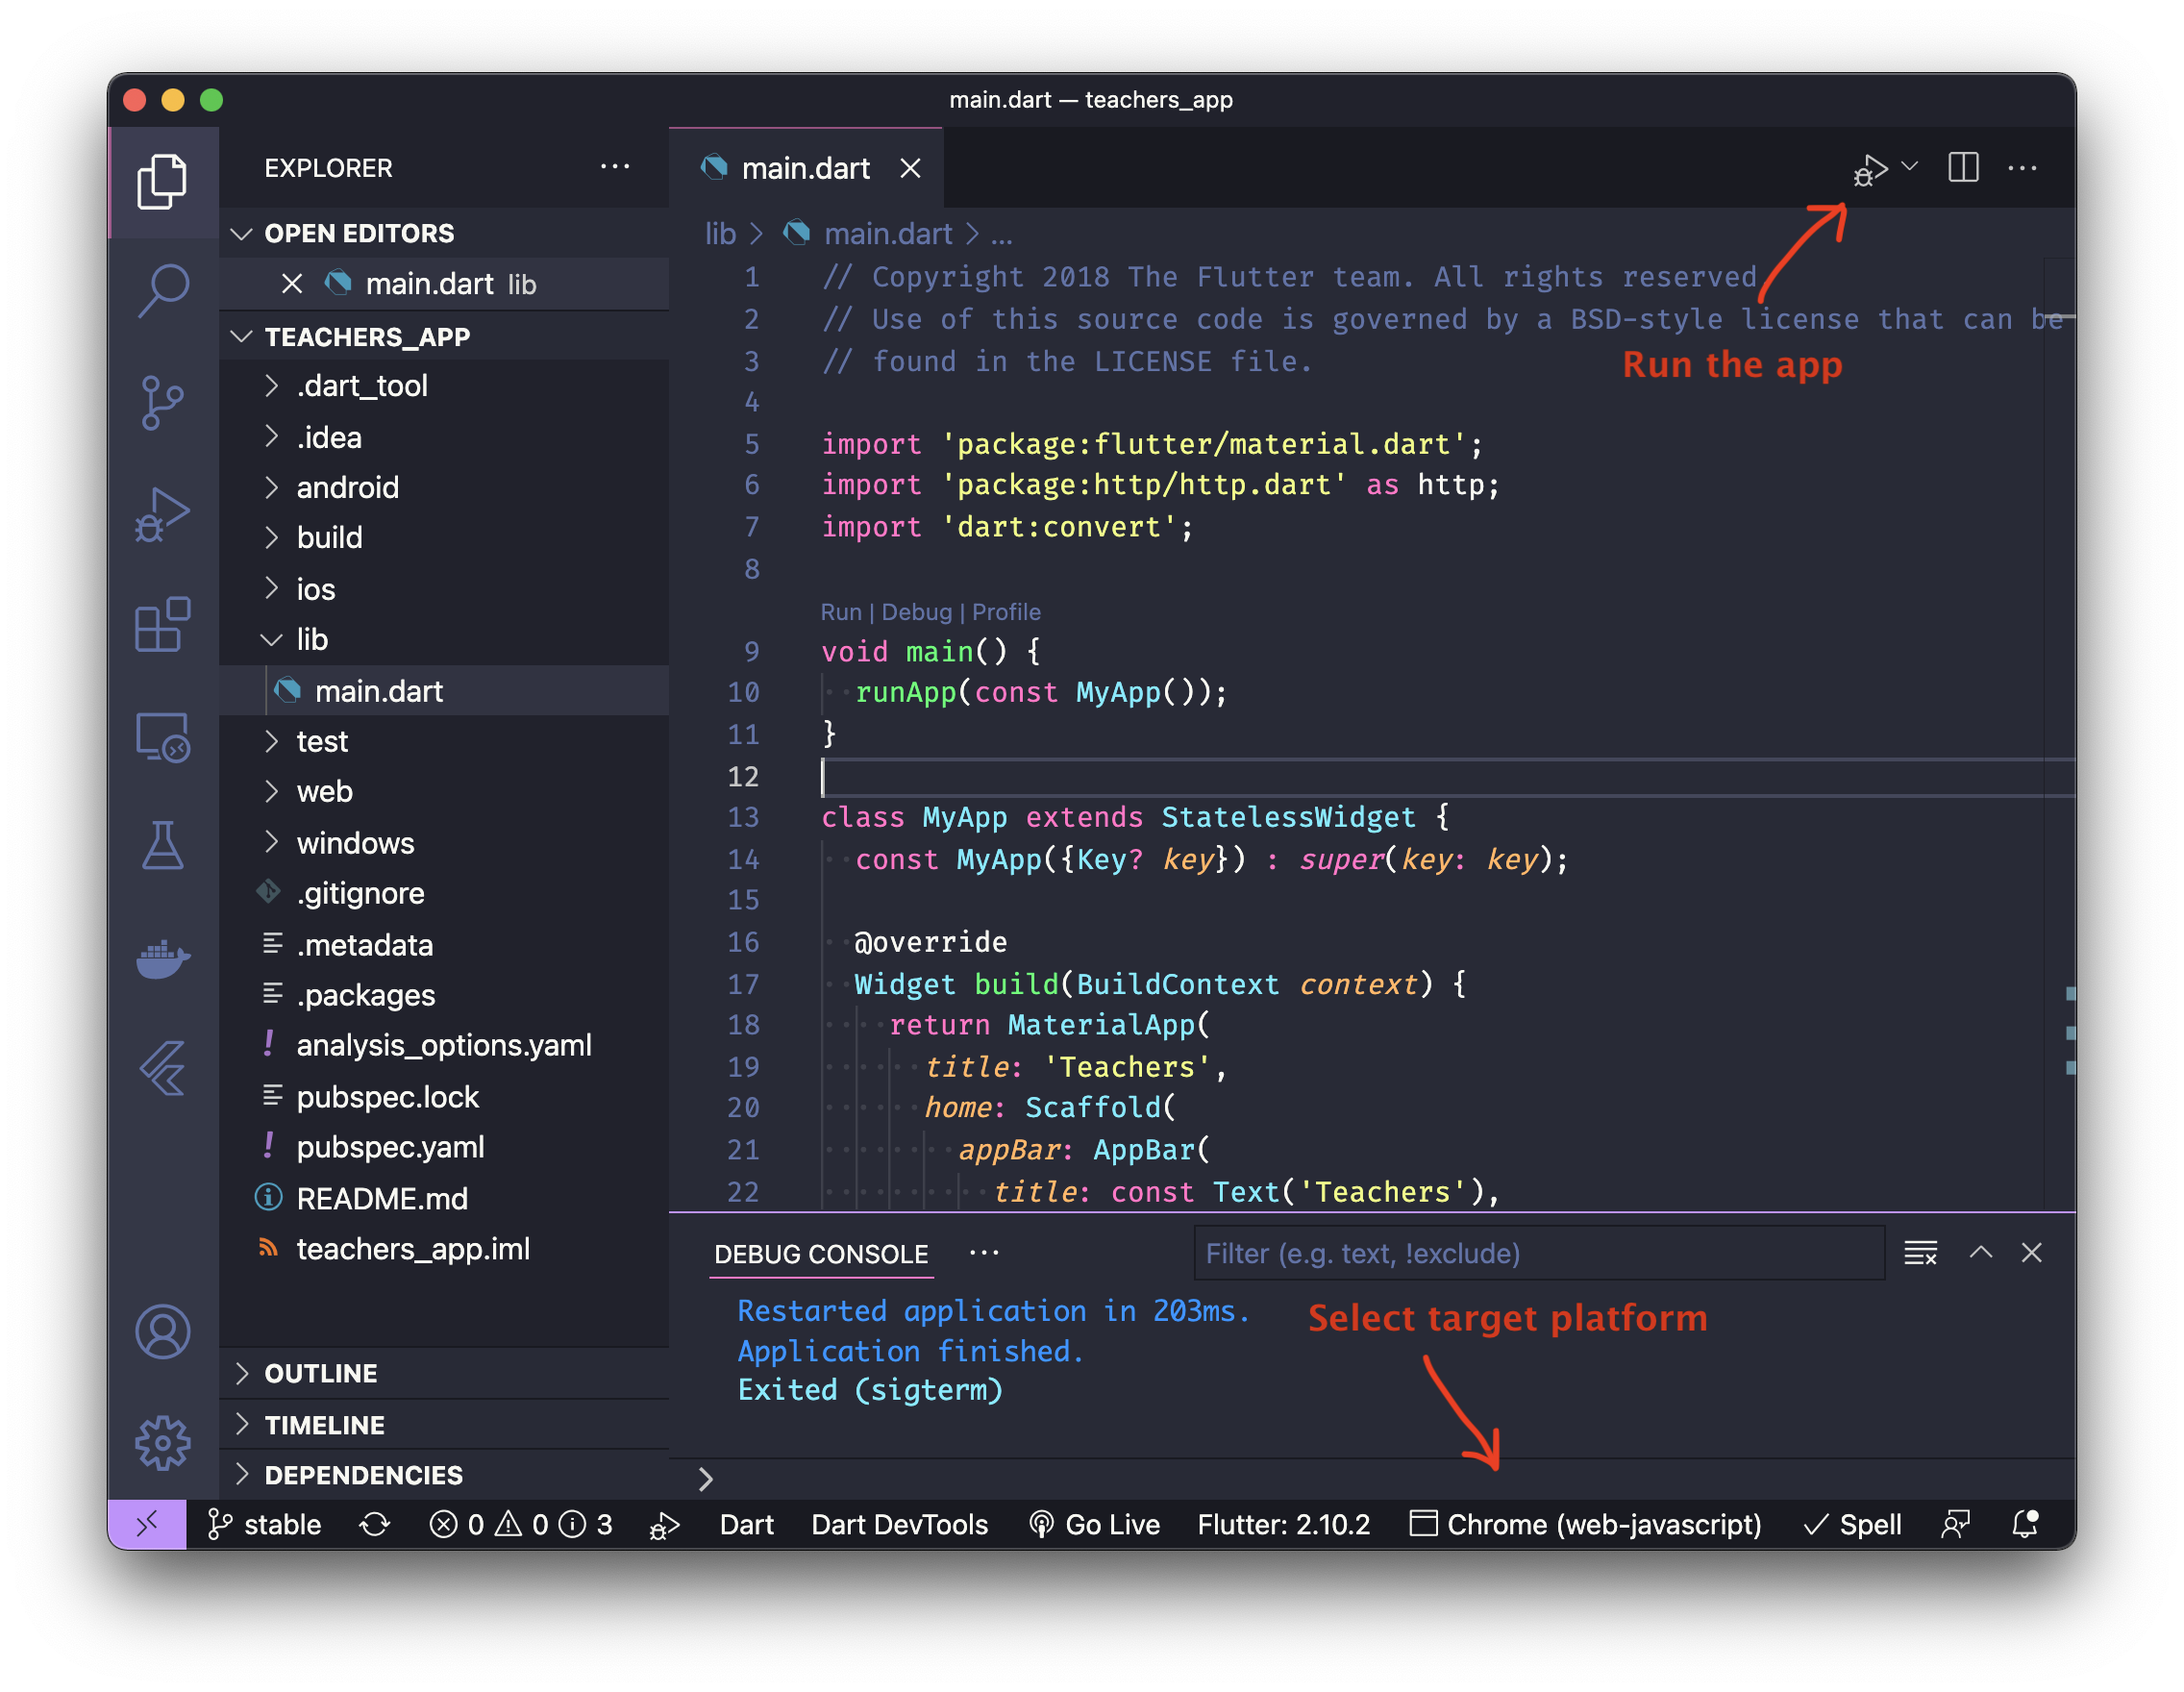 main.dart — teachers_app
EXPLORER
OPEN EDITORS
main.dart lib
TEACHERS_APP
.dart_tool
.idea
android
build
ios
lib
main.dart
test
web
windows
.gitignore
.metadata
.packages
analysis_options.yaml
pubspec.lock
pubspec.yaml
README.md
teachers_app.iml
OUTLINE
TIMELINE
DEPENDENCIES
main.dart
lib > main.dart > ...
1 // Copyright 2018 The Flutter team. All rights reserved
2 // Use of this source code is governed by a BSD-style license that can be
3 // found in the LICENSE file.
Run the app
4
5 import 'package:flutter/material.dart';
6 import 'package:http/http.dart' as http;
7 import 'dart:convert';
8
Run | Debug | Profile
9 void main() {
10 runApp(const MyApp());
11 }
12
13 class MyApp extends StatelessWidget {
14 const MyApp({Key? key}) : super(key: key);
15
16 @override
17 Widget build(BuildContext context) {
18 return MaterialApp(
19 title: 'Teachers',
20 home: Scaffold(
21 appBar: AppBar(
22 title: const Text('Teachers'),
DEBUG CONSOLE
Filter (e.g. text, !exclude)
Restarted application in 203ms.
Application finished.
Exited (sigterm)
Select target platform
stable 0 0 3 Dart Dart DevTools Go Live Flutter: 2.10.2 Chrome (web-javascript) Spell